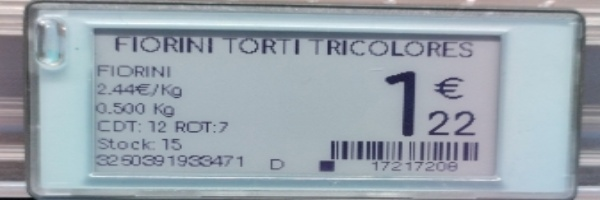 FIORINI TORTI TRICOLORES
FIORINI
2.44€/Kg
0.500 Kg
CDT: 12 ROT:7
Stock: 15
3260391933471 D
1 €
22
17217208